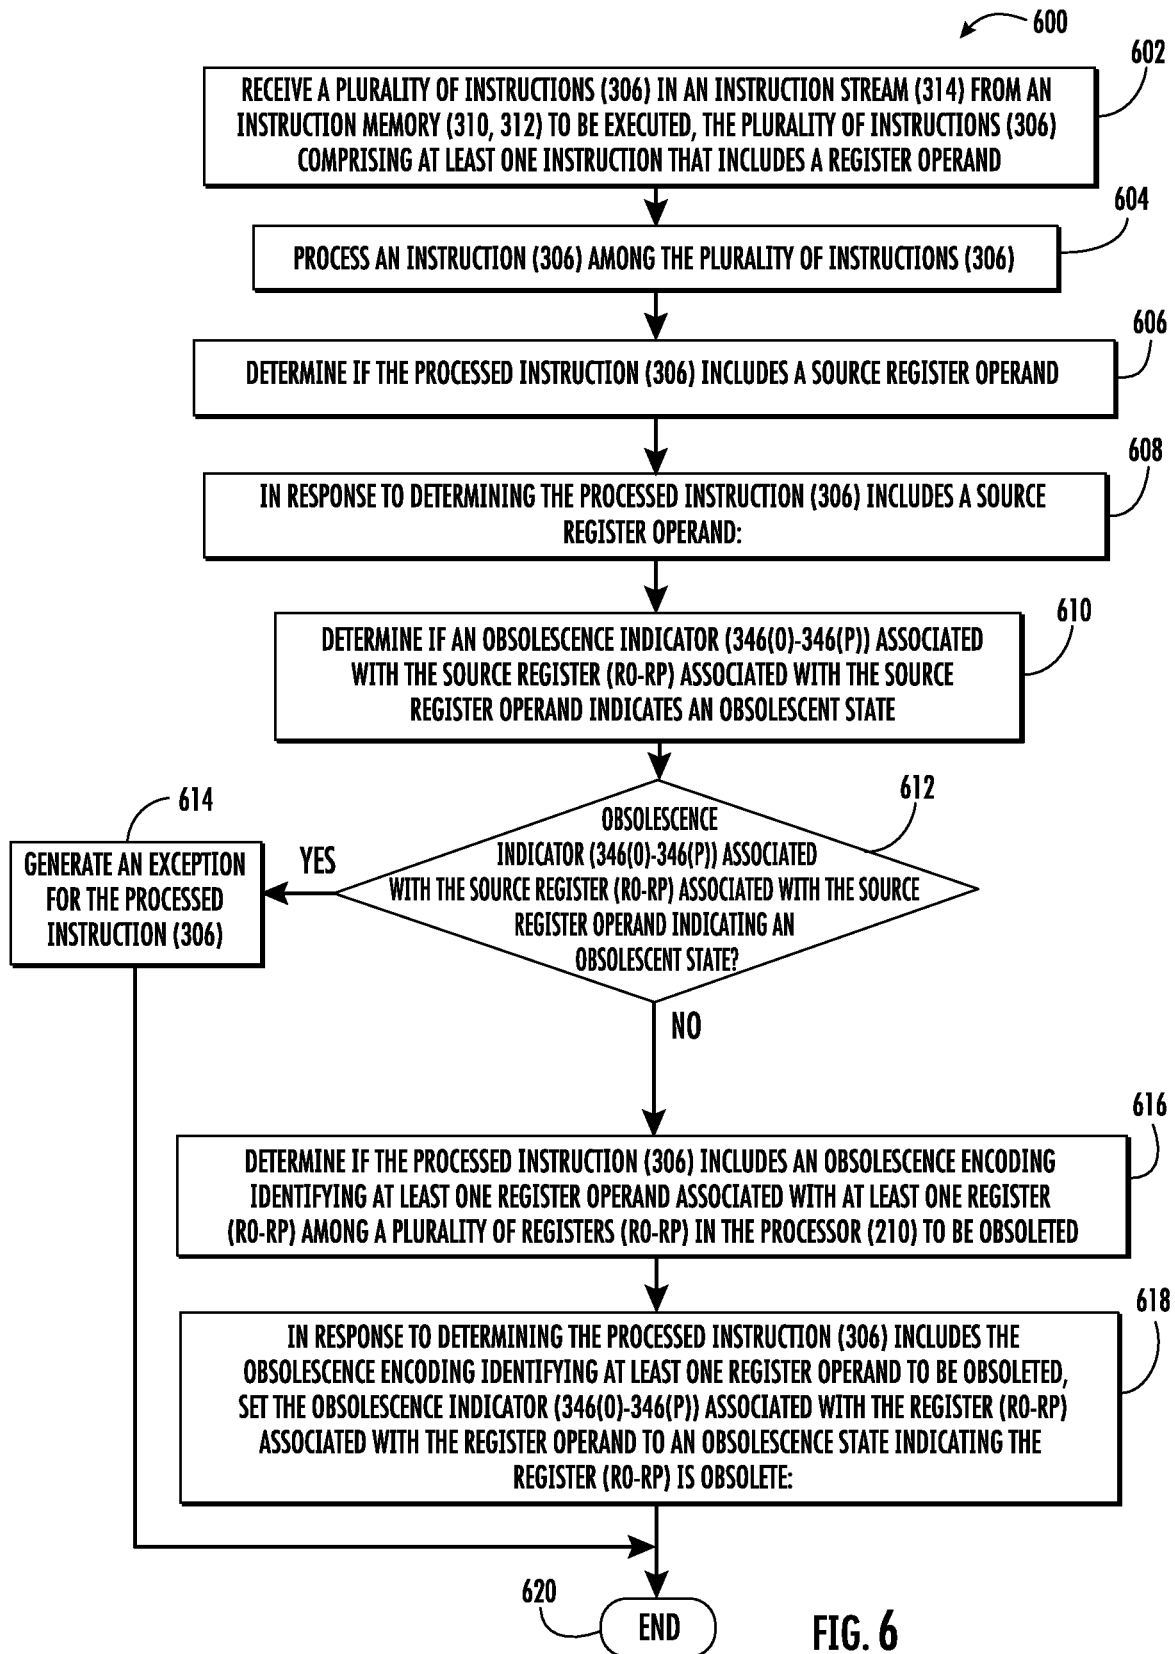 600
602
RECEIVE A PLURALITY OF INSTRUCTIONS (306) IN AN INSTRUCTION STREAM (314) FROM AN
INSTRUCTION MEMORY (310, 312) TO BE EXECUTED, THE PLURALITY OF INSTRUCTIONS (306)
COMPRISING AT LEAST ONE INSTRUCTION THAT INCLUDES A REGISTER OPERAND
604
PROCESS AN INSTRUCTION (306) AMONG THE PLURALITY OF INSTRUCTIONS (306)
606
DETERMINE IF THE PROCESSED INSTRUCTION (306) INCLUDES A SOURCE REGISTER OPERAND
608
IN RESPONSE TO DETERMINING THE PROCESSED INSTRUCTION (306) INCLUDES A SOURCE
REGISTER OPERAND:
610
DETERMINE IF AN OBSOLESCENCE INDICATOR (346(0)-346(P)) ASSOCIATED
WITH THE SOURCE REGISTER (R0-RP) ASSOCIATED WITH THE SOURCE
REGISTER OPERAND INDICATES AN OBSOLESCENT STATE
612
OBSOLESCENCE
INDICATOR (346(0)-346(P)) ASSOCIATED
WITH THE SOURCE REGISTER (R0-RP) ASSOCIATED WITH THE SOURCE
REGISTER OPERAND INDICATING AN
OBSOLESCENT STATE?
YES
614
GENERATE AN EXCEPTION
FOR THE PROCESSED
INSTRUCTION (306)
NO
616
DETERMINE IF THE PROCESSED INSTRUCTION (306) INCLUDES AN OBSOLESCENCE ENCODING
IDENTIFYING AT LEAST ONE REGISTER OPERAND ASSOCIATED WITH AT LEAST ONE REGISTER
(R0-RP) AMONG A PLURALITY OF REGISTERS (R0-RP) IN THE PROCESSOR (210) TO BE OBSOLETED
618
IN RESPONSE TO DETERMINING THE PROCESSED INSTRUCTION (306) INCLUDES THE
OBSOLESCENCE ENCODING IDENTIFYING AT LEAST ONE REGISTER OPERAND TO BE OBSOLETED,
SET THE OBSOLESCENCE INDICATOR (346(0)-346(P)) ASSOCIATED WITH THE REGISTER (R0-RP)
ASSOCIATED WITH THE REGISTER OPERAND TO AN OBSOLESCENCE STATE INDICATING THE
REGISTER (R0-RP) IS OBSOLETE:
620
END
FIG. 6